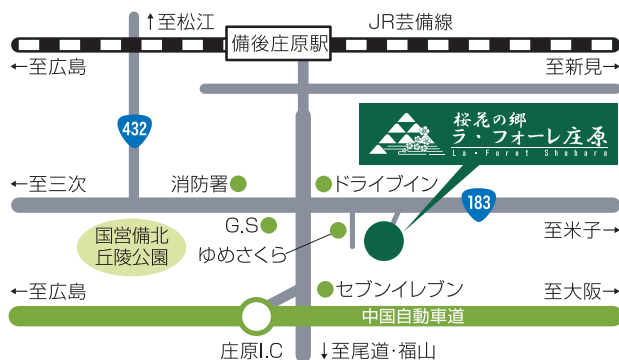 ↑至松江
備後庄原駅
JR芸備線
←至広島
至新見→
432
桜花の郷
ラ・フォーレ庄原
La・Foret Shobara
←至三次
消防署
ドライブイン
183
国営備北
丘陵公園
G.S
ゆめさくら
至米子→
←至広島
セブンイレブン
至大阪→
中国自動車道
庄原I.C
↓至尾道・福山